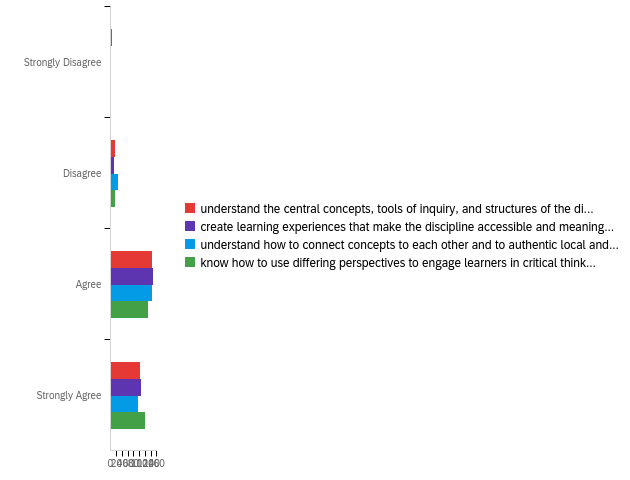 Strongly Disagree
Disagree
understand the central concepts, tools of inquiry, and structures of the di...
create learning experiences that make the discipline accessible and meaning...
understand how to connect concepts to each other and to authentic local and...
know how to use differing perspectives to engage learners in critical think...
Agree
Strongly Agree